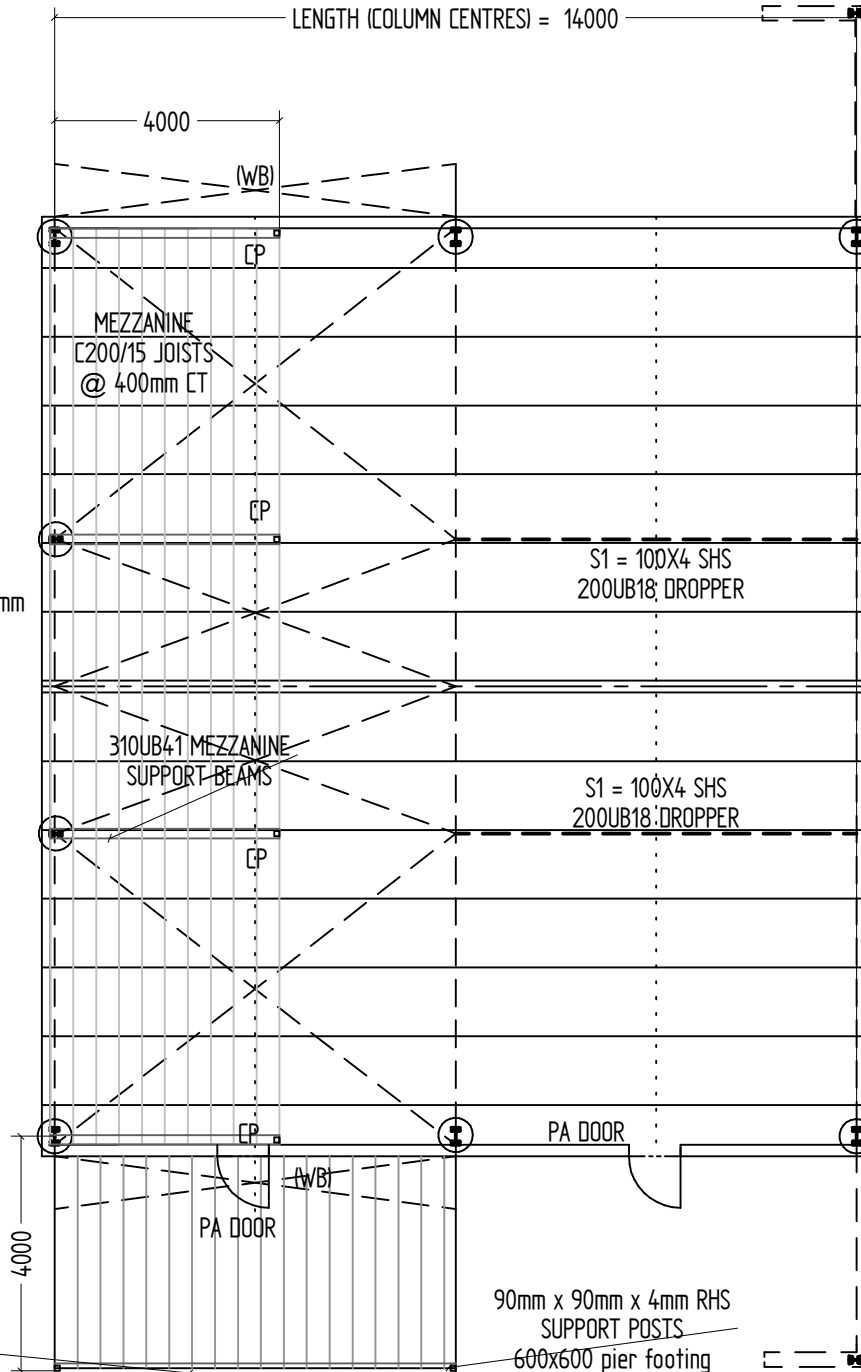 LENGTH (COLUMN CENTRES) = 14000
4000
(WB)
CP
MEZZANINE
C200/15 JOISTS
@ 400mm CT
CP
S1 = 100X4 SHS
200UB18 DROPPER
mm
310UB41 MEZZANINE
SUPPORT BEAMS
S1 = 100X4 SHS
200UB18 DROPPER
CP
CP
PA DOOR
(WB)
PA DOOR
4000
90mm x 90mm x 4mm RHS
SUPPORT POSTS
600x600 pier footing